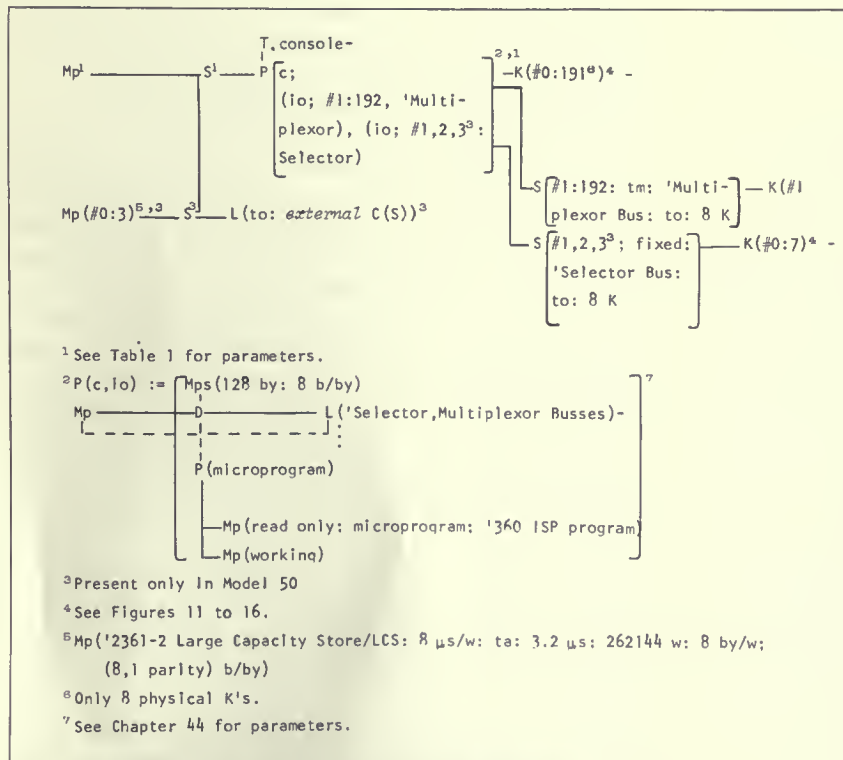 T.console-
Mp¹ S¹ P [c; ]²,¹ -K(#0:191⁶)⁴ -
(io; #1:192, 'Multi-
plexor), (io; #1,2,3³:
Selector)
S [#1:192: tm: 'Multi- ] K(#1
plexor Bus: to: 8 K
Mp(#0:3)⁵,³ S³ L(to: external C(S))³
S [#1,2,3³; fixed: ] K(#0:7)⁴ -
'Selector Bus:
to: 8 K
¹ See Table 1 for parameters.
²P(c,io) := [Mps(128 by: 8 b/by) ]⁷
Mp D L('Selector,Multiplexor Busses)-
P(microprogram)
Mp(read only: microprogram: '360 ISP program)
Mp(working)
³Present only in Model 50
⁴See Figures 11 to 16.
⁵Mp('2361-2 Large Capacity Store/LCS: 8 μs/w: ta: 3.2 μs: 262144 w: 8 by/w;
(8,1 parity) b/by)
⁶Only 8 physical K's.
⁷See Chapter 44 for parameters.